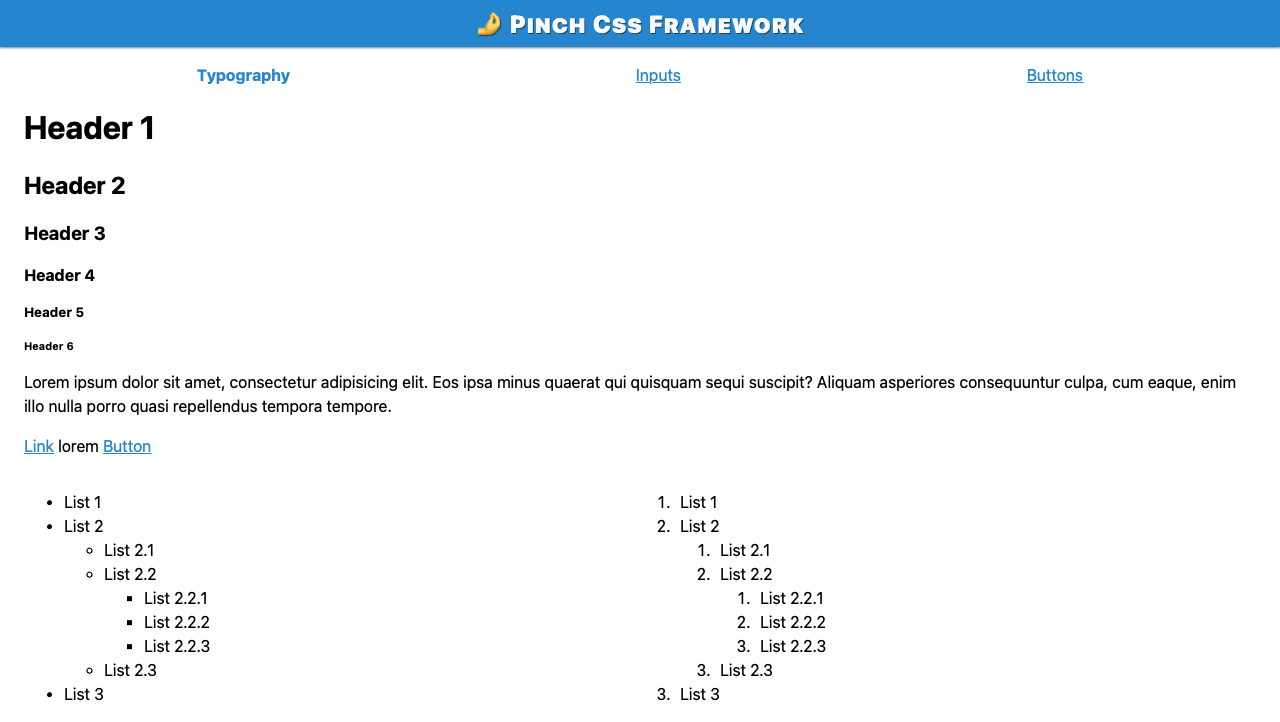 🤌 Pinch Css Framework
Typography Inputs Buttons
Header 1
Header 2
Header 3
Header 4
Header 5
Header 6
Lorem ipsum dolor sit amet, consectetur adipisicing elit. Eos ipsa minus quaerat qui quisquam sequi suscipit? Aliquam asperiores consequuntur culpa, cum eaque, enim
illo nulla porro quasi repellendus tempora tempore.
Link lorem Button
• List 1
• List 2
◦ List 2.1
◦ List 2.2
▪ List 2.2.1
▪ List 2.2.2
▪ List 2.2.3
◦ List 2.3
• List 3
1. List 1
2. List 2
1. List 2.1
2. List 2.2
1. List 2.2.1
2. List 2.2.2
3. List 2.2.3
3. List 2.3
3. List 3